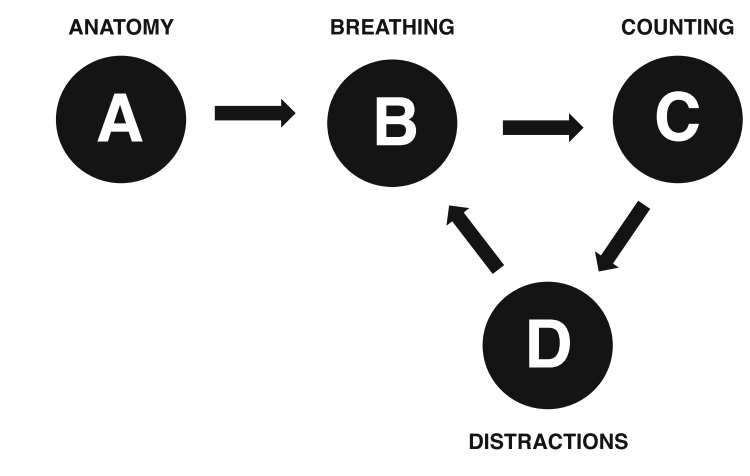 ANATOMY
BREATHING
COUNTING
A
B
C
D
DISTRACTIONS